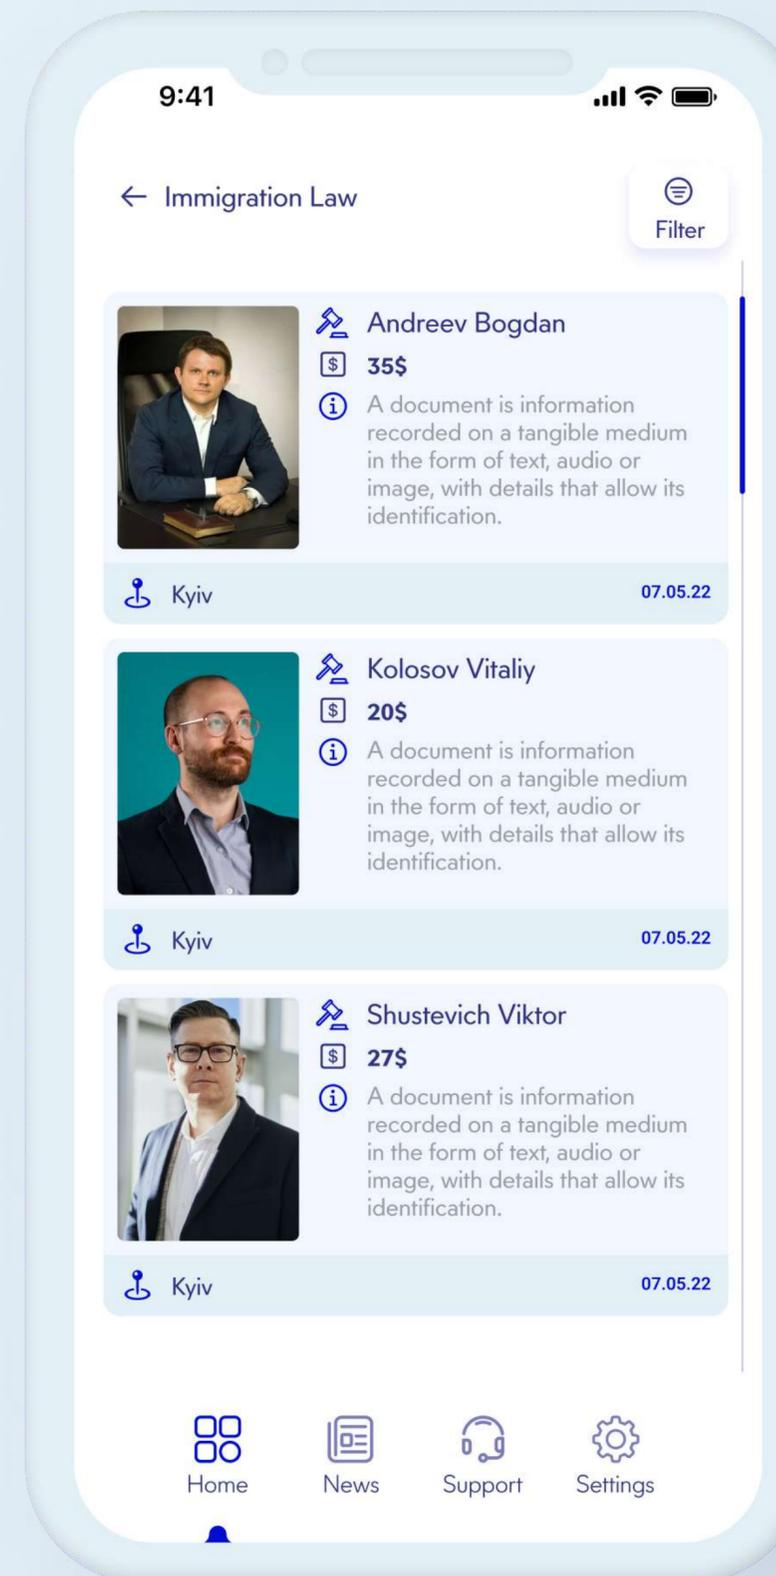 9:41
Immigration Law
Filter
Andreev Bogdan
35$
A document is information
recorded on a tangible medium
in the form of text, audio or
image, with details that allow its
identification.
Kyiv
07.05.22
Kolosov Vitaliy
20$
A document is information
recorded on a tangible medium
in the form of text, audio or
image, with details that allow its
identification.
Kyiv
07.05.22
Shustevich Viktor
27$
A document is information
recorded on a tangible medium
in the form of text, audio or
image, with details that allow its
identification.
Kyiv
07.05.22
Home
News
Support
Settings